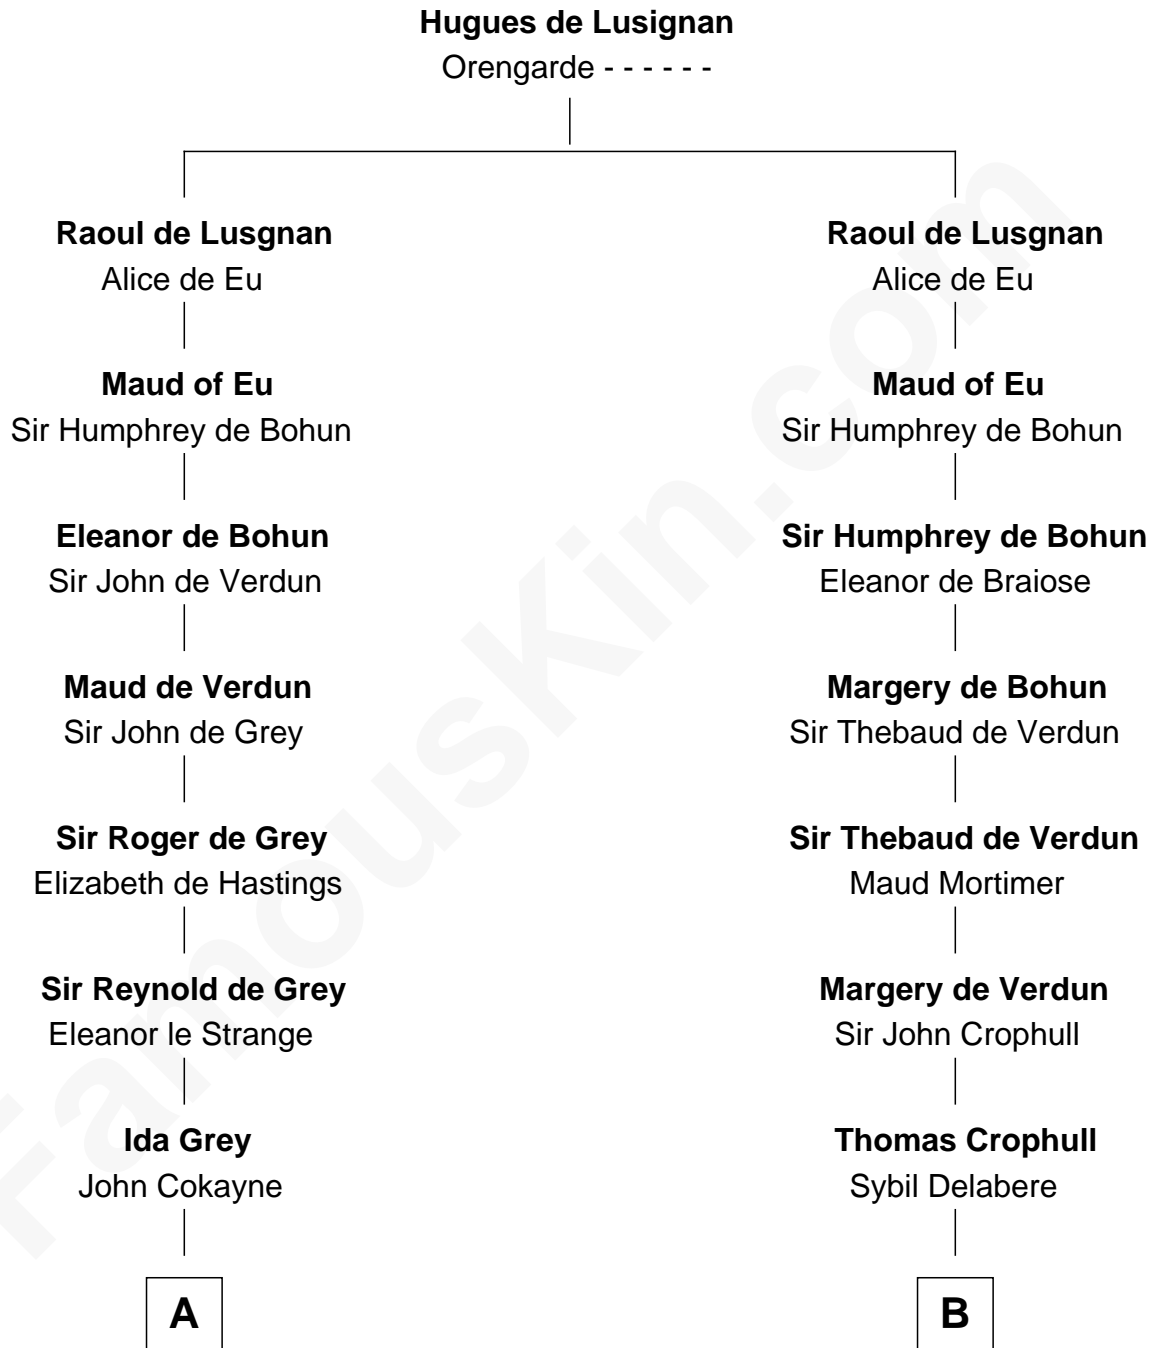 Hugues de Lusignan
Orengarde - - - - - -
Raoul de Lusgnan
Alice de Eu
Raoul de Lusgnan
Alice de Eu
Maud of Eu
Sir Humphrey de Bohun
Maud of Eu
Sir Humphrey de Bohun
Eleanor de Bohun
Sir John de Verdun
Sir Humphrey de Bohun
Eleanor de Braiose
Maud de Verdun
Sir John de Grey
Margery de Bohun
Sir Thebaud de Verdun
Sir Roger de Grey
Elizabeth de Hastings
Sir Thebaud de Verdun
Maud Mortimer
Sir Reynold de Grey
Eleanor le Strange
Margery de Verdun
Sir John Crophull
Ida Grey
John Cokayne
Thomas Crophull
Sybil Delabere
A
B
FamousKin.com